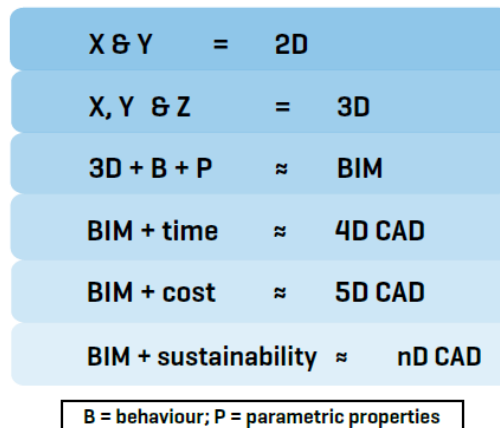 X & Y = 2D
X, Y & Z = 3D
3D + B + P ≈ BIM
BIM + time ≈ 4D CAD
BIM + cost ≈ 5D CAD
BIM + sustainability ≈ nD CAD
B = behaviour; P = parametric properties